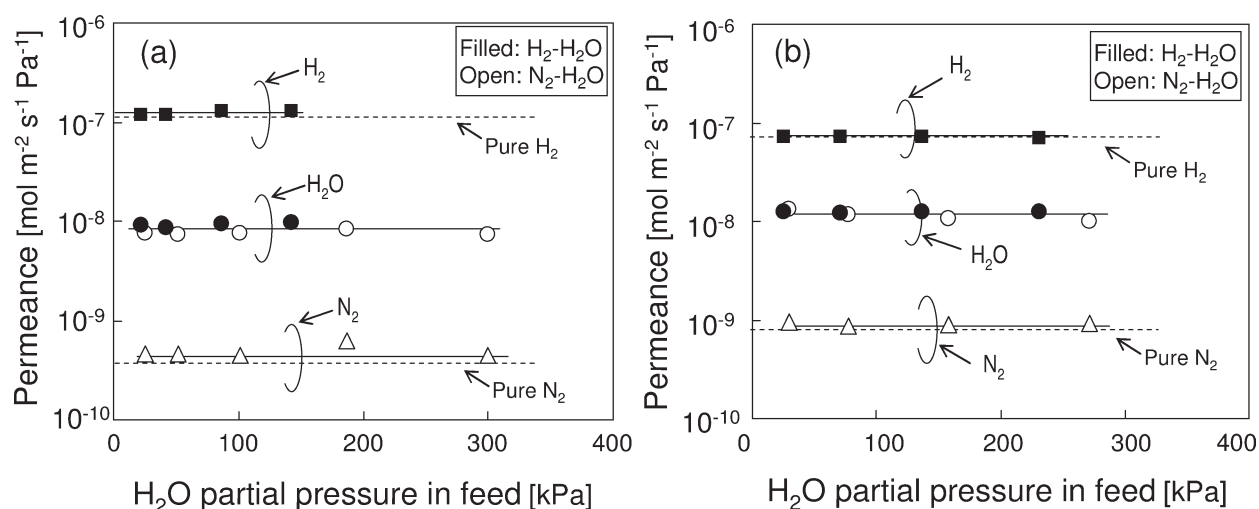 (a)
Filled: H2-H2O
Open: N2-H2O
Permeance [mol m-2 s-1 Pa-1]
10-6
10-7
10-8
10-9
10-10
H2
Pure H2
H2O
N2
Pure N2
0 100 200 300 400
H2O partial pressure in feed [kPa]
(b)
Filled: H2-H2O
Open: N2-H2O
Permeance [mol m-2 s-1 Pa-1]
10-6
10-7
10-8
10-9
10-10
H2
Pure H2
H2O
N2
Pure N2
0 100 200 300 400
H2O partial pressure in feed [kPa]